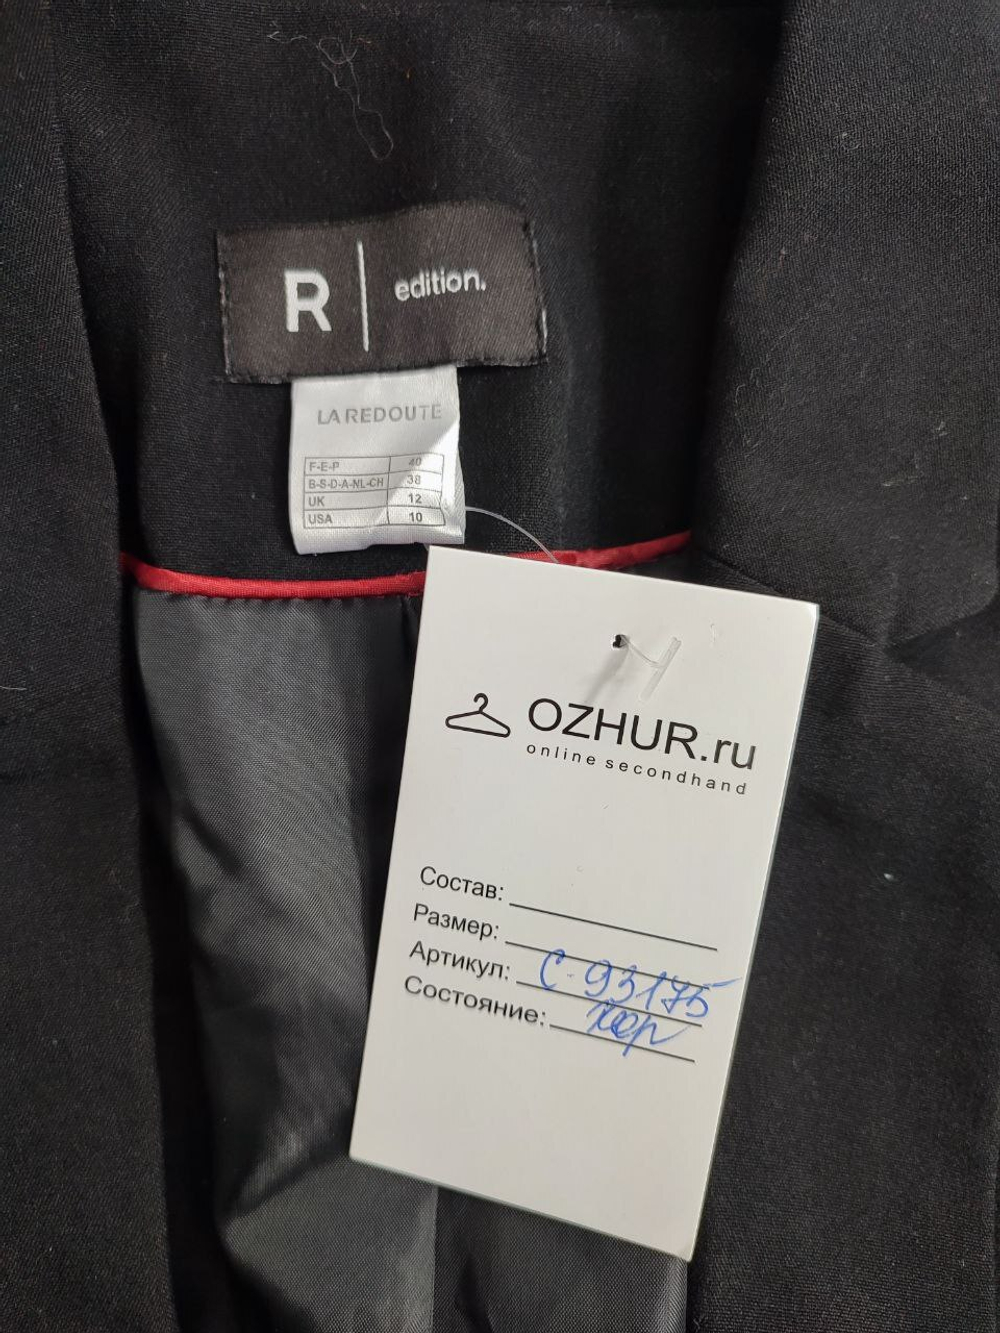 R | edition.
LA REDOUTE
F-E-P 40
B-S-D-A-NL-CH 38
UK 12
USA 10
OZHUR.ru
online secondhand
Состав:
Размер:
Артикул: С-93175
Состояние: хор